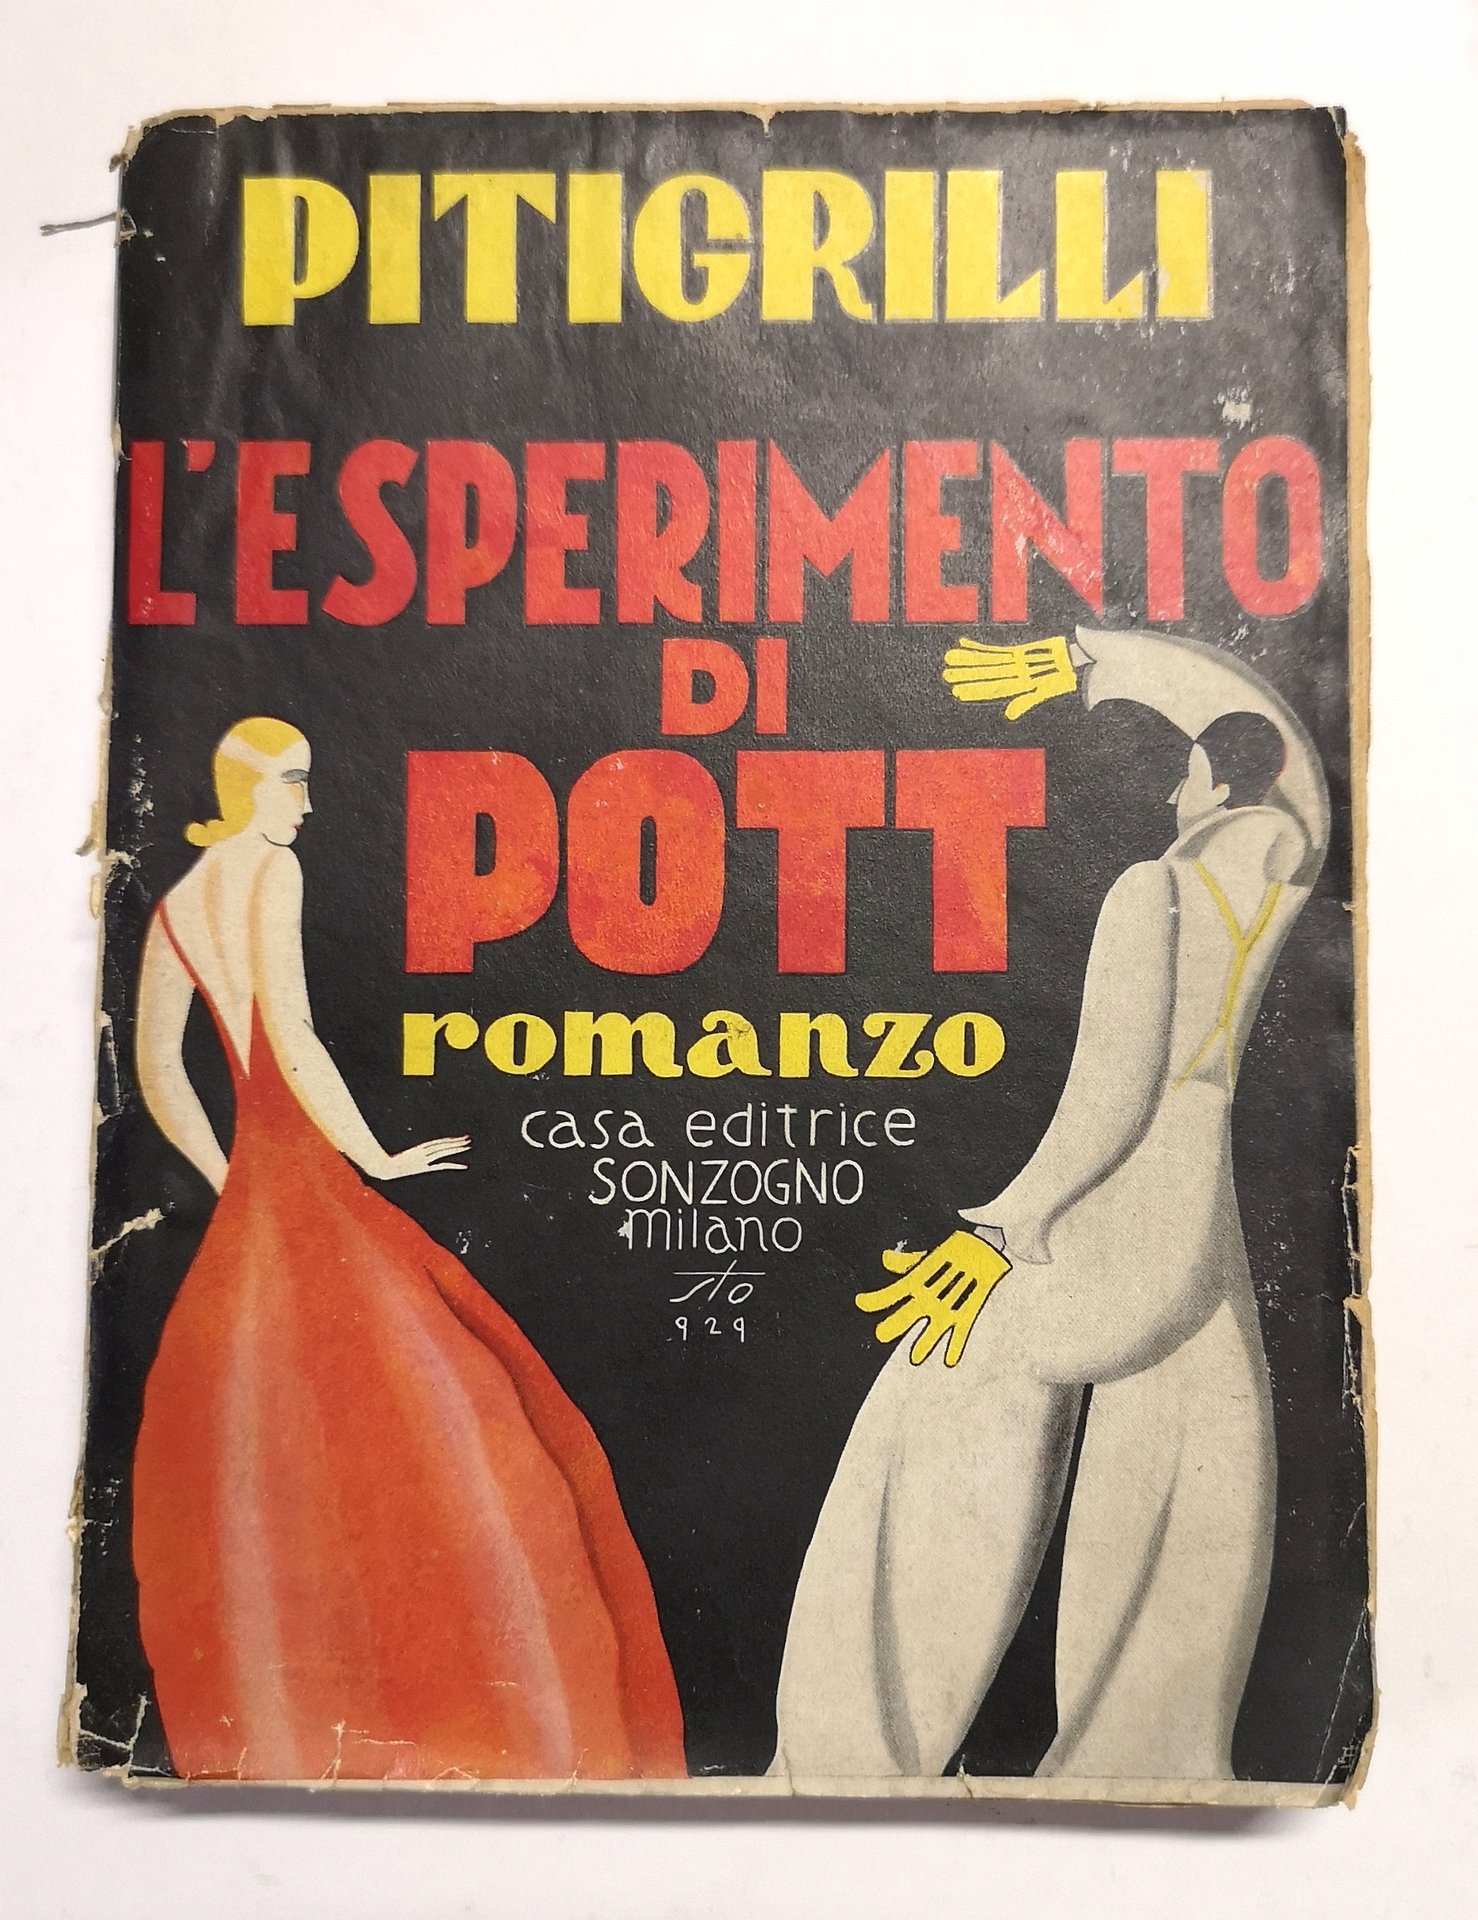 PITIGRILLI
L'ESPERIMENTO
DI
POTT
romanzo
casa editrice
SONZOGNO
Milano
sto
929